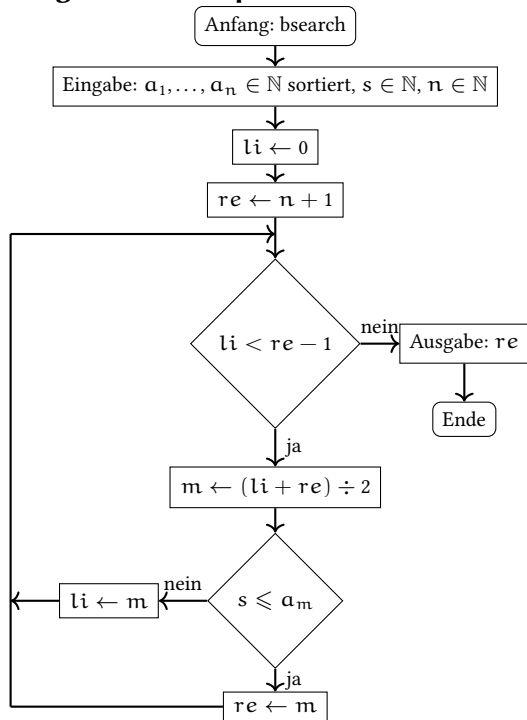 Anfang: bsearch
Eingabe: a₁,…, aₙ ∈ ℕ sortiert, s ∈ ℕ, n ∈ ℕ
li ← 0
re ← n + 1
li < re − 1
nein
Ausgabe: re
Ende
ja
m ← (li + re) ÷ 2
s ⩽ aₘ
nein
li ← m
ja
re ← m